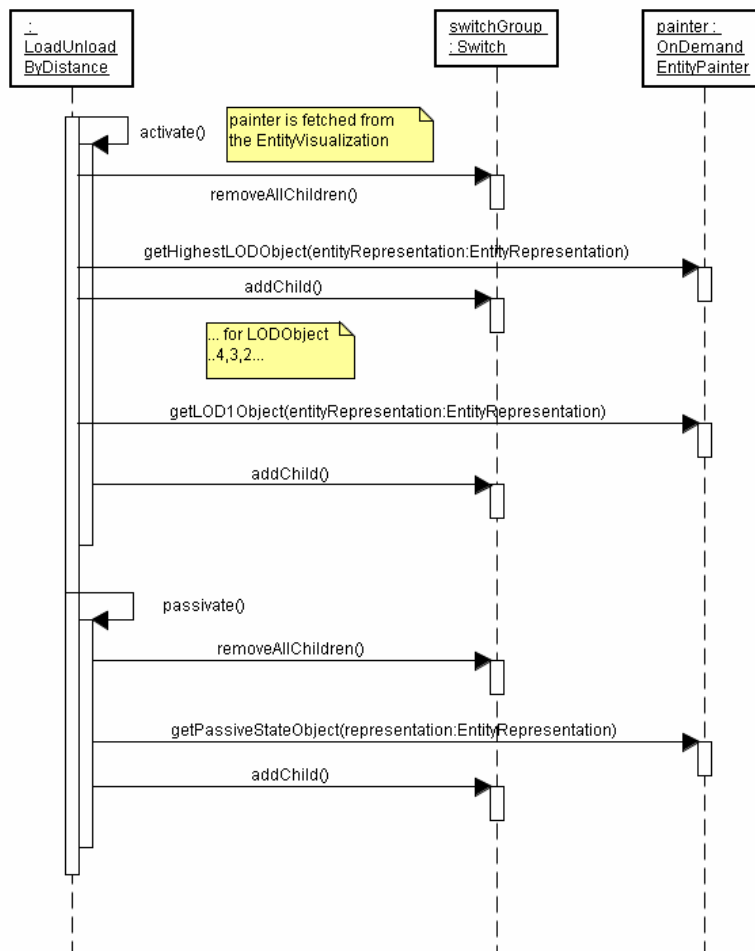 :
LoadUnload
ByDistance
switchGroup
: Switch
painter :
OnDemand
EntityPainter
activate()
painter is fetched from
the EntityVisualization
removeAllChildren()
getHighestLODObject(entityRepresentation:EntityRepresentation)
addChild()
... for LODObject
..4,3,2...
getLOD1Object(entityRepresentation:EntityRepresentation)
addChild()
passivate()
removeAllChildren()
getPassiveStateObject(representation:EntityRepresentation)
addChild()